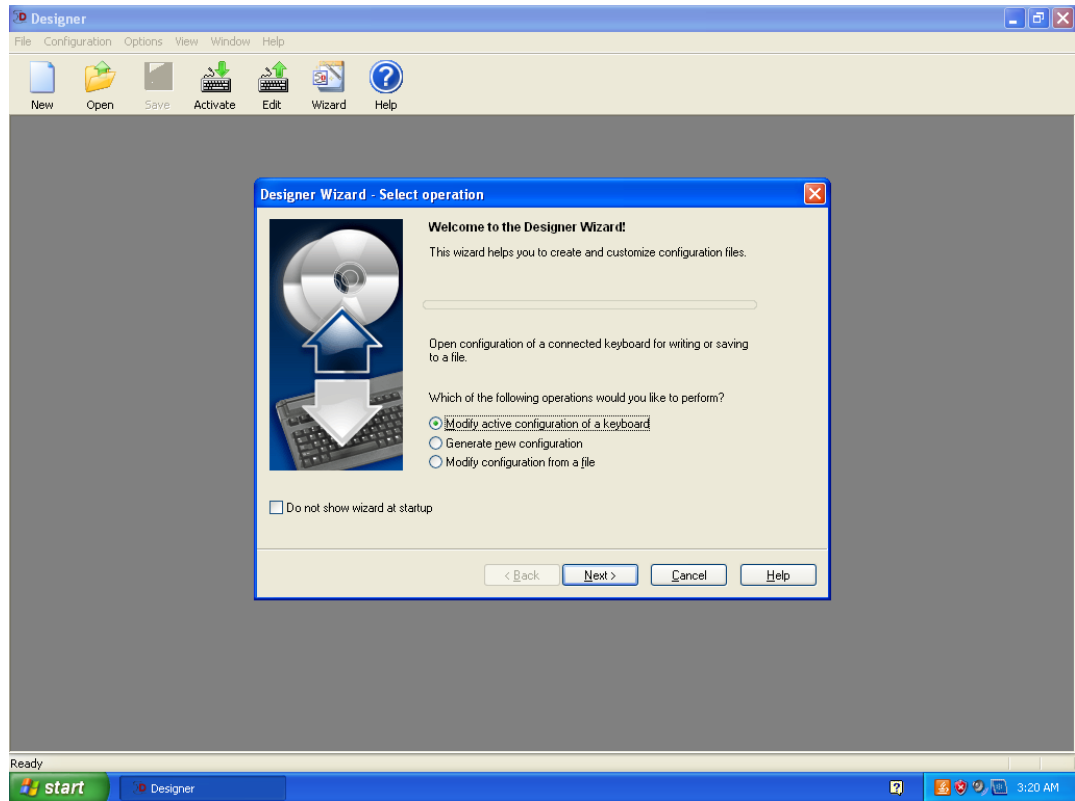 Designer
File Configuration Options View Window Help
New Open Save Activate Edit Wizard Help
Designer Wizard - Select operation
Welcome to the Designer Wizard!
This wizard helps you to create and customize configuration files.
Open configuration of a connected keyboard for writing or saving
to a file.
Which of the following operations would you like to perform?
Modify active configuration of a keyboard
Generate new configuration
Modify configuration from a file
Do not show wizard at startup
< Back Next > Cancel Help
Ready
start Designer 3:20 AM